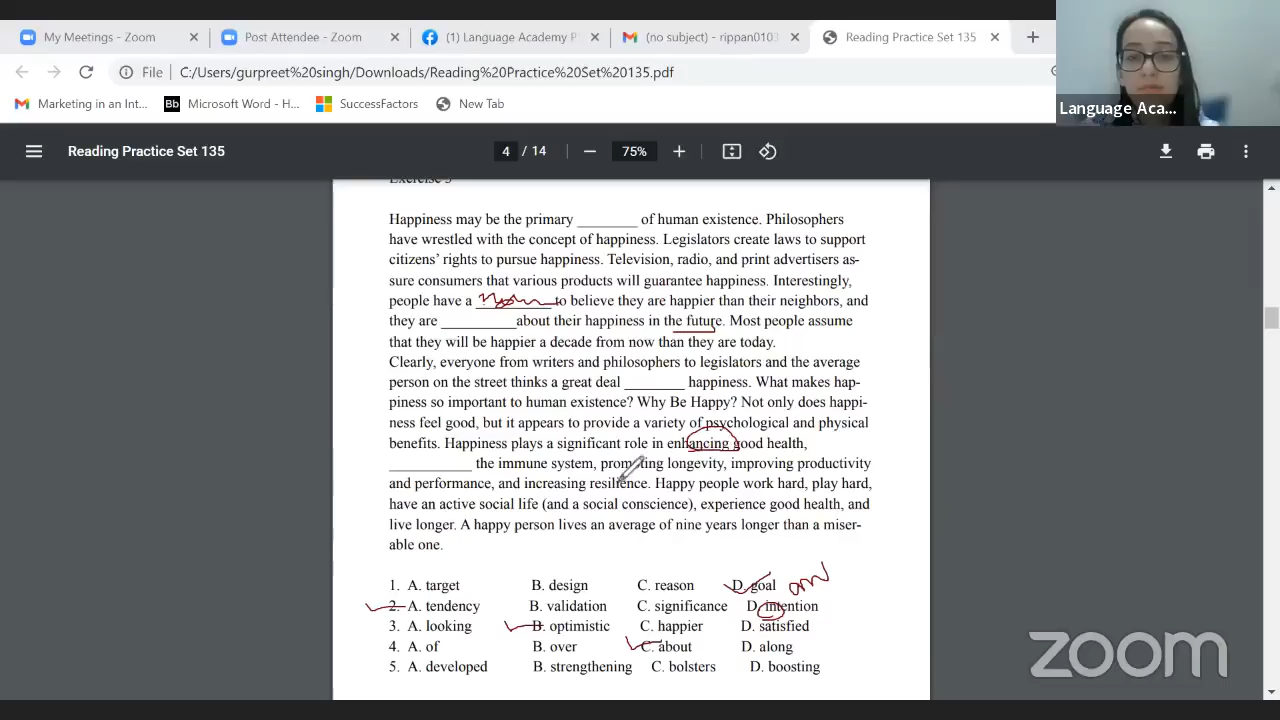 My Meetings - Zoom
Post Attendee - Zoom
(1) Language Academy P
(no subject) - rippan0103
Reading Practice Set 135
File C:/Users/gurpreet%20singh/Downloads/Reading%20Practice%20Set%20135.pdf
Marketing in an Int...
Bb Microsoft Word - H...
SuccessFactors
New Tab
Language Aca...
Reading Practice Set 135
4 / 14
75%
Happiness may be the primary ________ of human existence. Philosophers
have wrestled with the concept of happiness. Legislators create laws to support
citizens' rights to pursue happiness. Television, radio, and print advertisers as-
sure consumers that various products will guarantee happiness. Interestingly,
people have a __________ to believe they are happier than their neighbors, and
they are __________about their happiness in the future. Most people assume
that they will be happier a decade from now than they are today.
Clearly, everyone from writers and philosophers to legislators and the average
person on the street thinks a great deal ________ happiness. What makes hap-
piness so important to human existence? Why Be Happy? Not only does happi-
ness feel good, but it appears to provide a variety of psychological and physical
benefits. Happiness plays a significant role in enhancing good health,
___________ the immune system, promoting longevity, improving productivity
and performance, and increasing resilience. Happy people work hard, play hard,
have an active social life (and a social conscience), experience good health, and
live longer. A happy person lives an average of nine years longer than a miser-
able one.
1. A. target B. design C. reason D. goal
2. A. tendency B. validation C. significance D. intention
3. A. looking B. optimistic C. happier D. satisfied
4. A. of B. over C. about D. along
5. A. developed B. strengthening C. bolsters D. boosting
zoom